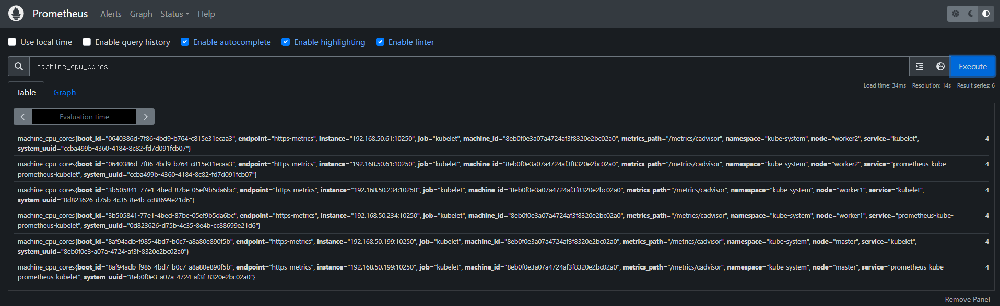 Prometheus Alerts Graph Status Help
Use local time Enable query history Enable autocomplete Enable highlighting Enable linter
machine_cpu_cores Execute
Load time: 34ms Resolution: 14s Result series: 6
Table Graph
Evaluation time
machine_cpu_cores{boot_id="0640386d-7f86-4bd9-b764-c815e31ecaa3", endpoint="https-metrics", instance="192.168.50.61:10250", job="kubelet", machine_id="8eb0f0e3a07a4724af3f8320e2bc02a0", metrics_path="/metrics/cadvisor", namespace="kube-system", node="worker2", service="kubelet", 4
system_uuid="ccba499b-4360-4184-8c82-fd7d091fcb07"}
machine_cpu_cores{boot_id="0640386d-7f86-4bd9-b764-c815e31ecaa3", endpoint="https-metrics", instance="192.168.50.61:10250", job="kubelet", machine_id="8eb0f0e3a07a4724af3f8320e2bc02a0", metrics_path="/metrics/cadvisor", namespace="kube-system", node="worker2", service="prometheus-kube- 4
prometheus-kubelet", system_uuid="ccba499b-4360-4184-8c82-fd7d091fcb07"}
machine_cpu_cores{boot_id="3b505841-77e1-4bed-87be-05ef9b5da6bc", endpoint="https-metrics", instance="192.168.50.234:10250", job="kubelet", machine_id="8eb0f0e3a07a4724af3f8320e2bc02a0", metrics_path="/metrics/cadvisor", namespace="kube-system", node="worker1", service="kubelet", 4
system_uuid="0d823626-d75b-4c35-8e4b-cc88699e21d6"}
machine_cpu_cores{boot_id="3b505841-77e1-4bed-87be-05ef9b5da6bc", endpoint="https-metrics", instance="192.168.50.234:10250", job="kubelet", machine_id="8eb0f0e3a07a4724af3f8320e2bc02a0", metrics_path="/metrics/cadvisor", namespace="kube-system", node="worker1", service="prometheus-kube- 4
prometheus-kubelet", system_uuid="0d823626-d75b-4c35-8e4b-cc88699e21d6"}
machine_cpu_cores{boot_id="8af94adb-f985-4bd7-b0c7-a8a80e890f5b", endpoint="https-metrics", instance="192.168.50.199:10250", job="kubelet", machine_id="8eb0f0e3a07a4724af3f8320e2bc02a0", metrics_path="/metrics/cadvisor", namespace="kube-system", node="master", service="kubelet", 4
system_uuid="8eb0f0e3-a07a-4724-af3f-8320e2bc02a0"}
machine_cpu_cores{boot_id="8af94adb-f985-4bd7-b0c7-a8a80e890f5b", endpoint="https-metrics", instance="192.168.50.199:10250", job="kubelet", machine_id="8eb0f0e3a07a4724af3f8320e2bc02a0", metrics_path="/metrics/cadvisor", namespace="kube-system", node="master", service="prometheus-kube- 4
prometheus-kubelet", system_uuid="8eb0f0e3-a07a-4724-af3f-8320e2bc02a0"}
Remove Panel